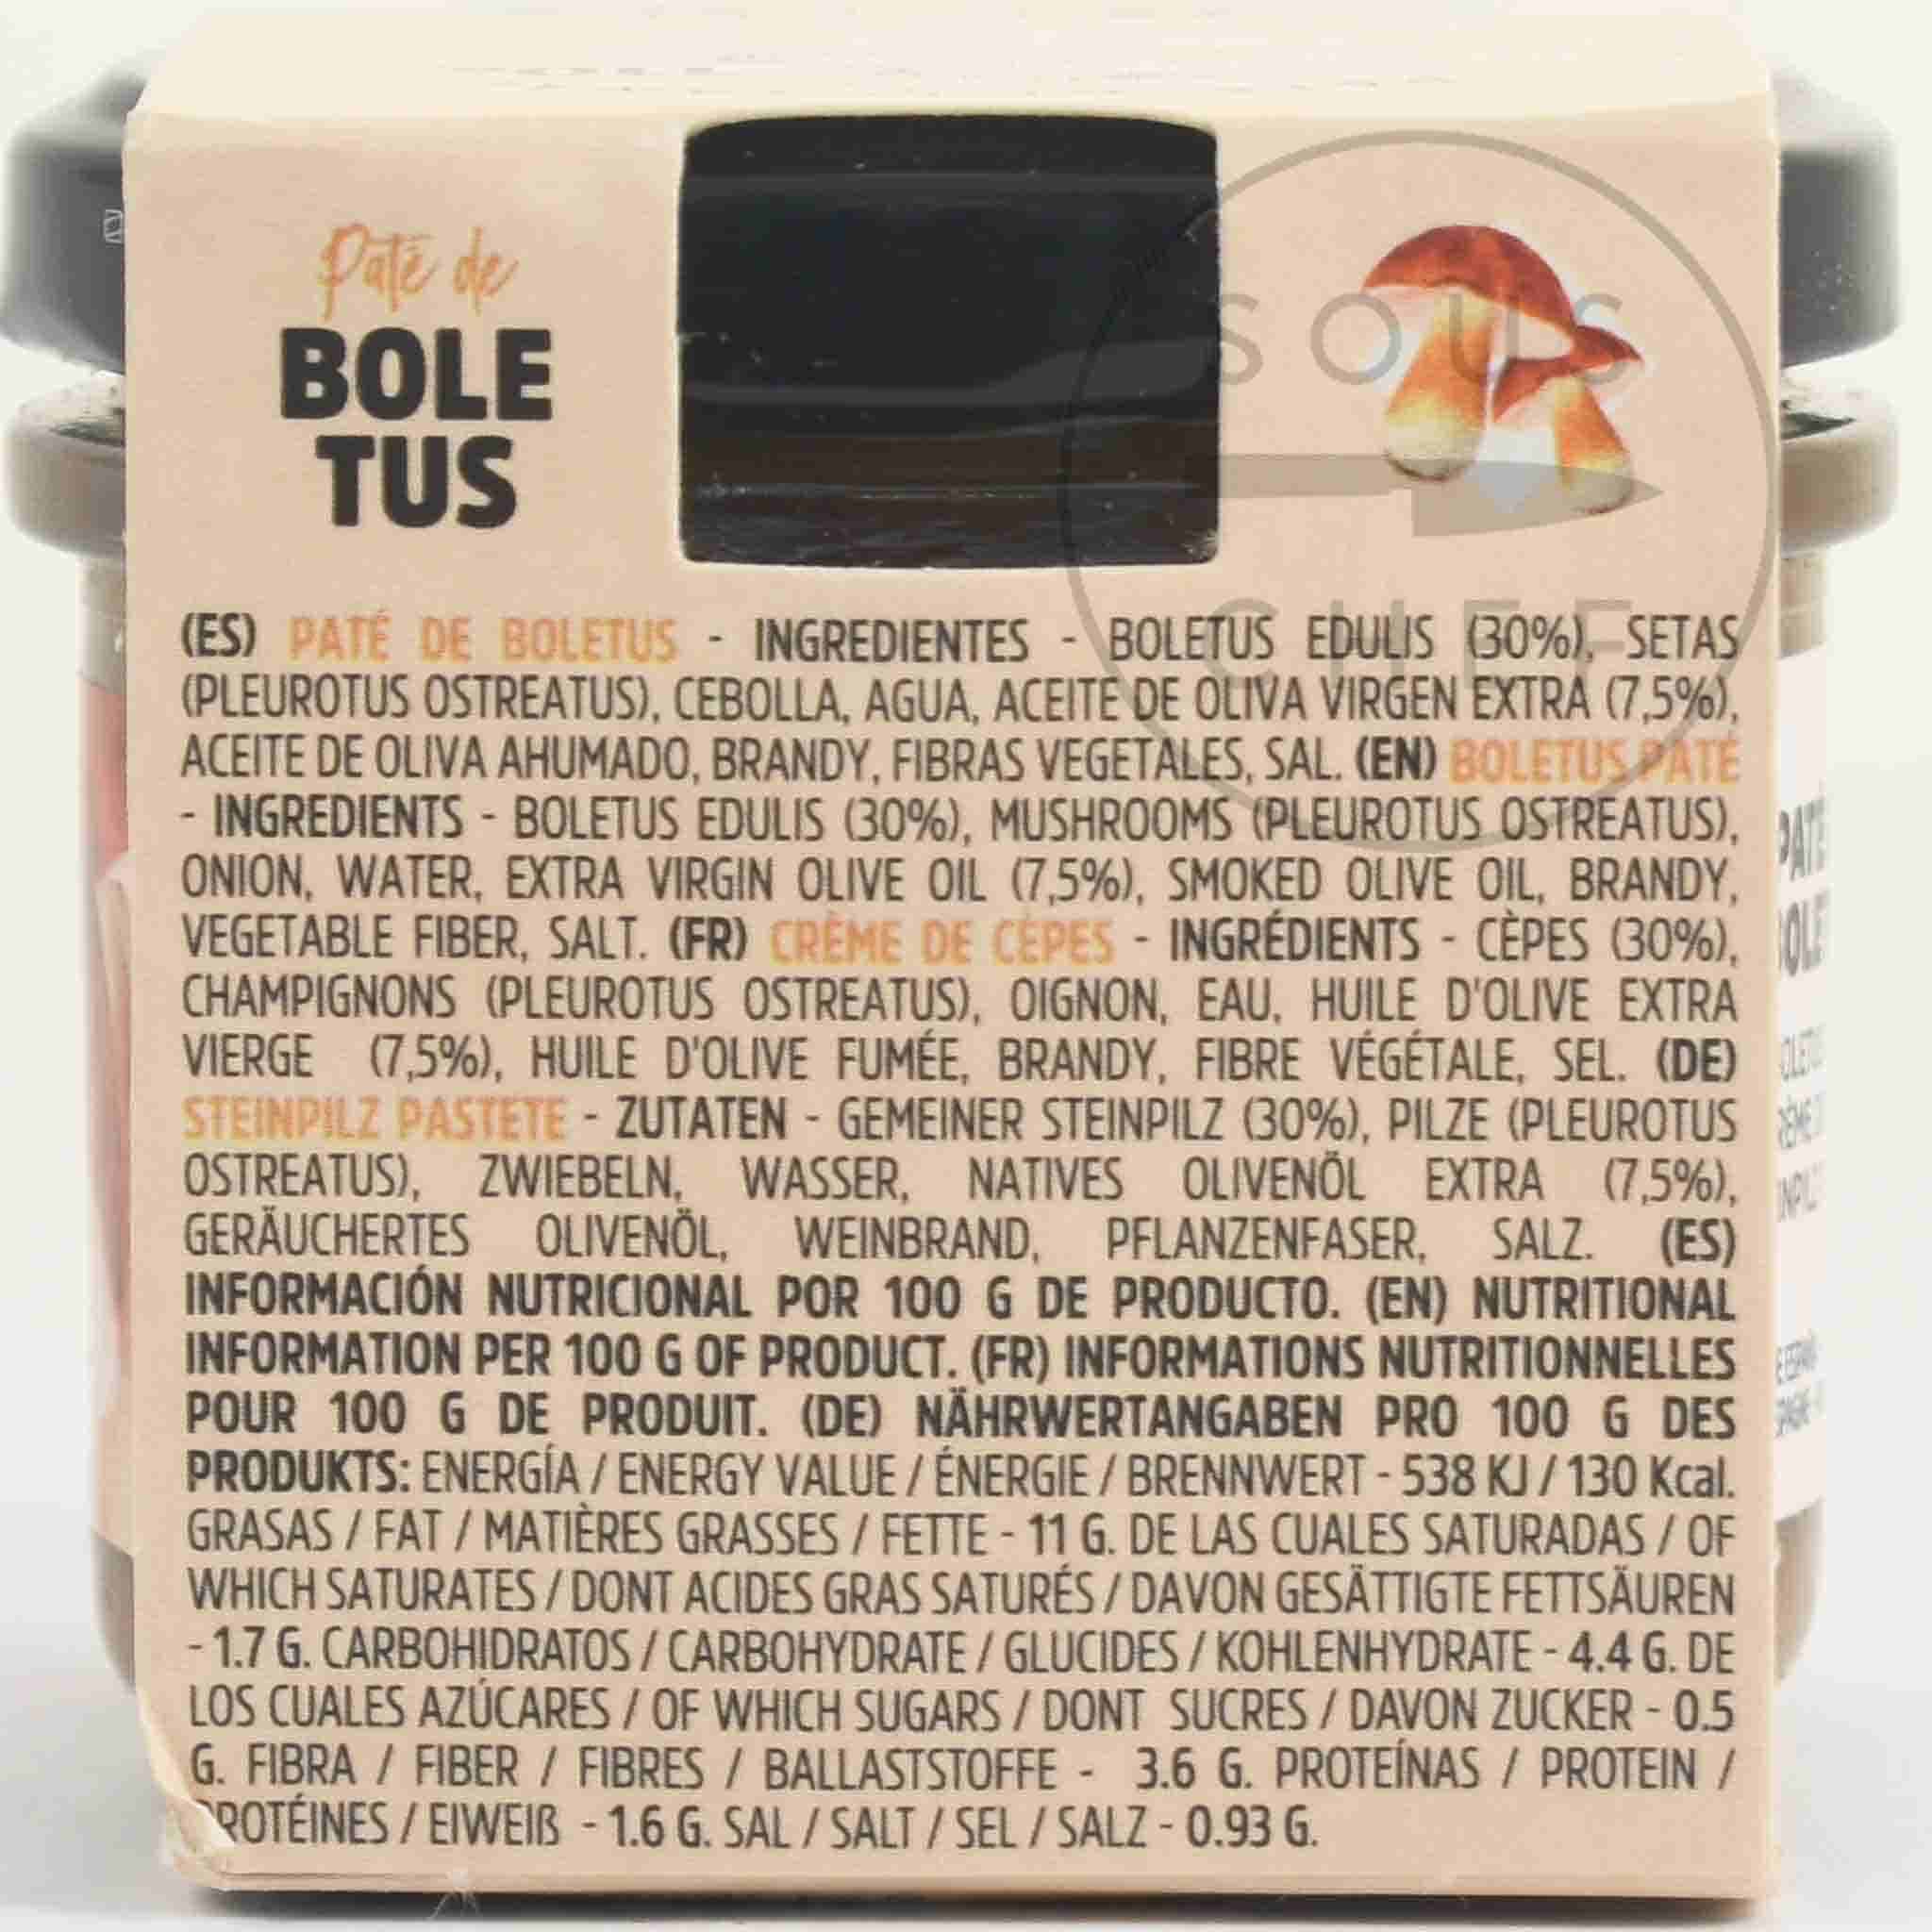 Paté de
BOLE
TUS
SOUS
CHEF
(ES) PATÉ DE BOLETUS - INGREDIENTES - BOLETUS EDULIS (30%), SETAS
(PLEUROTUS OSTREATUS), CEBOLLA, AGUA, ACEITE DE OLIVA VIRGEN EXTRA (7,5%),
ACEITE DE OLIVA AHUMADO, BRANDY, FIBRAS VEGETALES, SAL. (EN) BOLETUS PATÉ
- INGREDIENTS - BOLETUS EDULIS (30%), MUSHROOMS (PLEUROTUS OSTREATUS),
ONION, WATER, EXTRA VIRGIN OLIVE OIL (7,5%), SMOKED OLIVE OIL, BRANDY,
VEGETABLE FIBER, SALT. (FR) CRÈME DE CÈPES - INGRÉDIENTS - CÈPES (30%),
CHAMPIGNONS (PLEUROTUS OSTREATUS), OIGNON, EAU, HUILE D'OLIVE EXTRA
VIERGE (7,5%), HUILE D'OLIVE FUMÉE, BRANDY, FIBRE VÉGÉTALE, SEL. (DE)
STEINPILZ PASTETE - ZUTATEN - GEMEINER STEINPILZ (30%), PILZE (PLEUROTUS
OSTREATUS), ZWIEBELN, WASSER, NATIVES OLIVENÖL EXTRA (7,5%),
GERÄUCHERTES OLIVENÖL, WEINBRAND, PFLANZENFASER, SALZ. (ES)
INFORMACIÓN NUTRICIONAL POR 100 G DE PRODUCTO. (EN) NUTRITIONAL
INFORMATION PER 100 G OF PRODUCT. (FR) INFORMATIONS NUTRITIONNELLES
POUR 100 G DE PRODUIT. (DE) NÄHRWERTANGABEN PRO 100 G DES
PRODUKTS: ENERGÍA / ENERGY VALUE / ÉNERGIE / BRENNWERT - 538 KJ / 130 Kcal.
GRASAS / FAT / MATIÈRES GRASSES / FETTE - 11 G. DE LAS CUALES SATURADAS / OF
WHICH SATURATES / DONT ACIDES GRAS SATURÉS / DAVON GESÄTTIGTE FETTSÄUREN
- 1.7 G. CARBOHIDRATOS / CARBOHYDRATE / GLUCIDES / KOHLENHYDRATE - 4.4 G. DE
LOS CUALES AZÚCARES / OF WHICH SUGARS / DONT SUCRES / DAVON ZUCKER - 0.5
G. FIBRA / FIBER / FIBRES / BALLASTSTOFFE - 3.6 G. PROTEÍNAS / PROTEIN /
PROTÉINES / EIWEIß - 1.6 G. SAL / SALT / SEL / SALZ - 0.93 G.